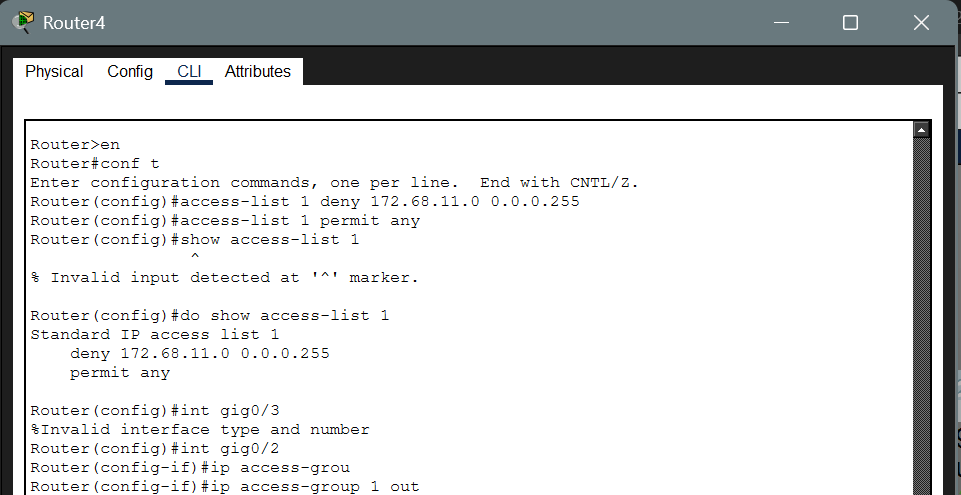 Router4
Physical Config CLI Attributes
Router>en
Router#conf t
Enter configuration commands, one per line.  End with CNTL/Z.
Router(config)#access-list 1 deny 172.68.11.0 0.0.0.255
Router(config)#access-list 1 permit any
Router(config)#show access-list 1
^
% Invalid input detected at '^' marker.
Router(config)#do show access-list 1
Standard IP access list 1
deny 172.68.11.0 0.0.0.255
permit any
Router(config)#int gig0/3
%Invalid interface type and number
Router(config)#int gig0/2
Router(config-if)#ip access-grou
Router(config-if)#ip access-group 1 out